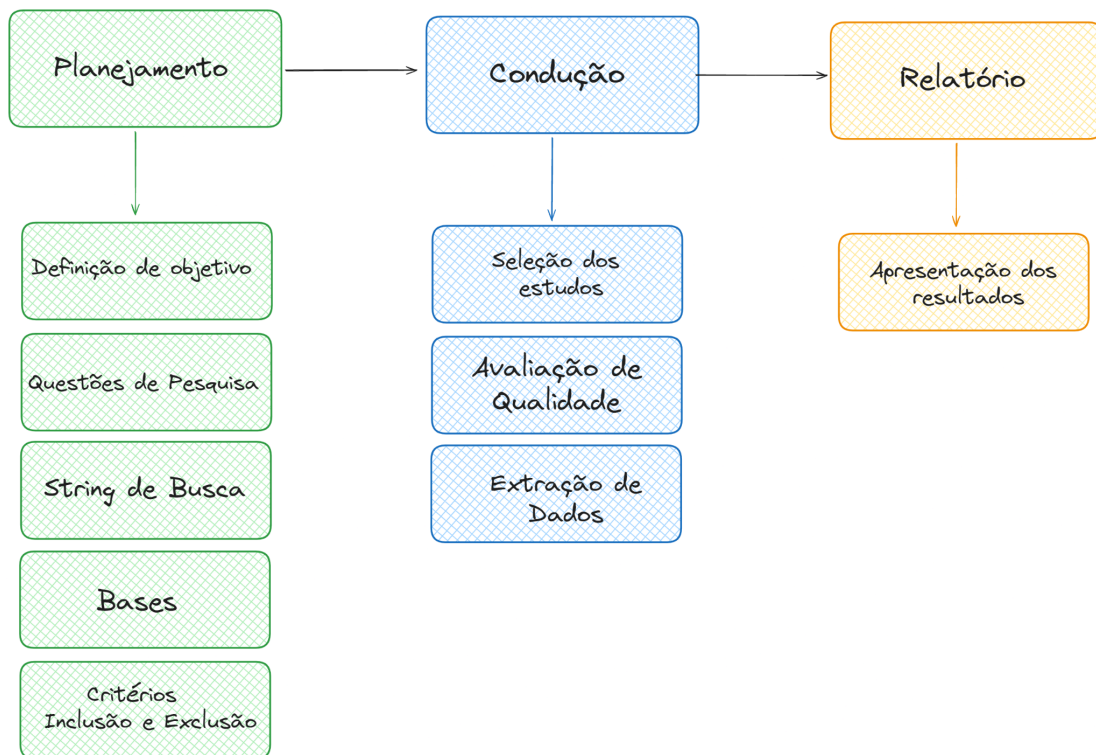 Planejamento
Condução
Relatório
Definição de objetivo
Questões de Pesquisa
String de Busca
Bases
Critérios
Inclusão e Exclusão
Seleção dos
estudos
Avaliação de
Qualidade
Extração de
Dados
Apresentação dos
resultados